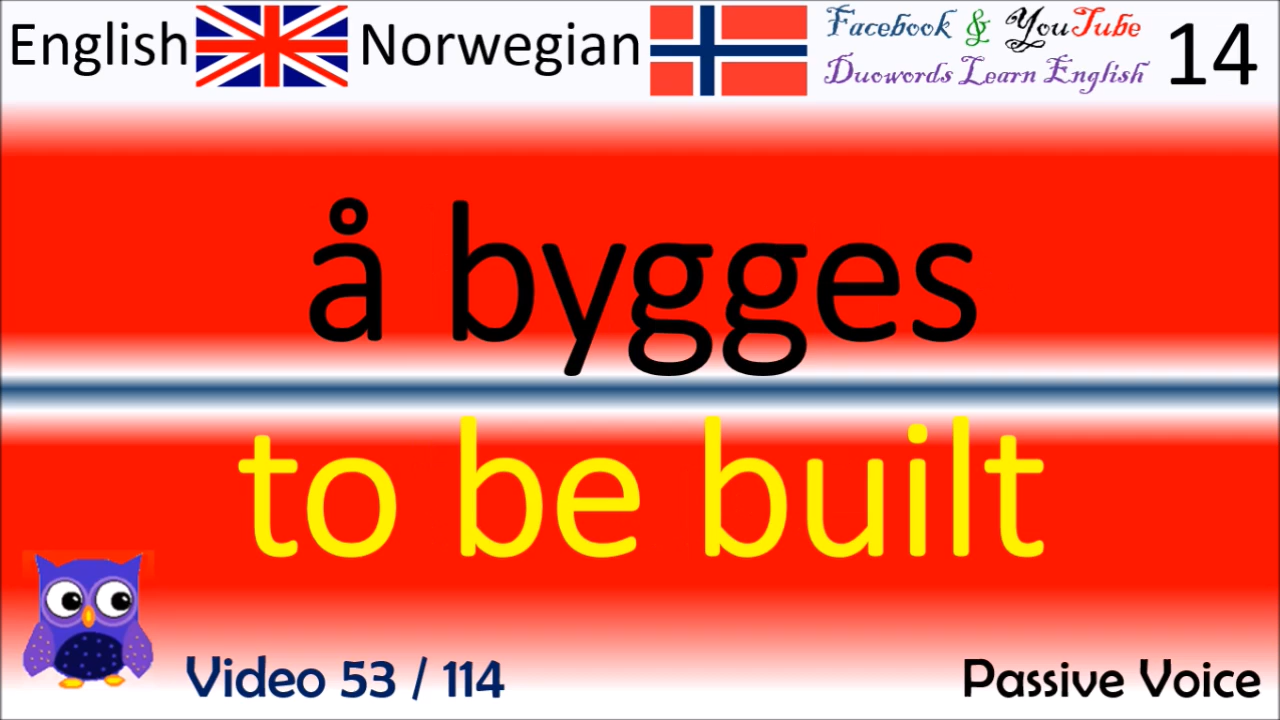 English Norwegian Facebook & YouTube 14
Duowords Learn English
å bygges
to be built
Video 53 / 114 Passive Voice